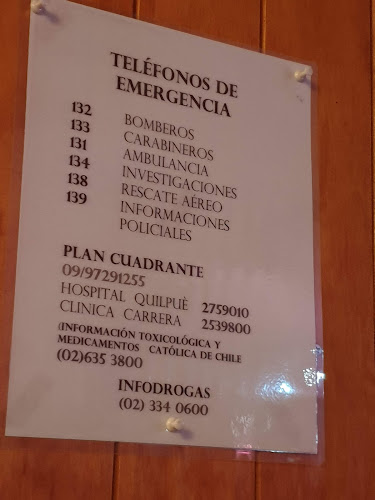 TELÉFONOS DE
EMERGENCIA
132 BOMBEROS
133 CARABINEROS
131 AMBULANCIA
134 INVESTIGACIONES
138 RESCATE AÉREO
139 INFORMACIONES
POLICIALES
PLAN CUADRANTE
09/97291255
HOSPITAL QUILPUÈ 2759010
CLINICA CARRERA 2539800
(INFORMACIÓN TOXICOLÓGICA Y
MEDICAMENTOS CATÓLICA DE CHILE
(02)635 3800
INFODROGAS
(02) 334 0600